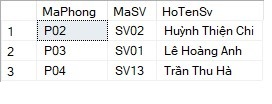 MaPhong MaSV HoTenSv
1 P02 SV02 Huỳnh Thiện Chi
2 P03 SV01 Lê Hoàng Anh
3 P04 SV13 Trần Thu Hà